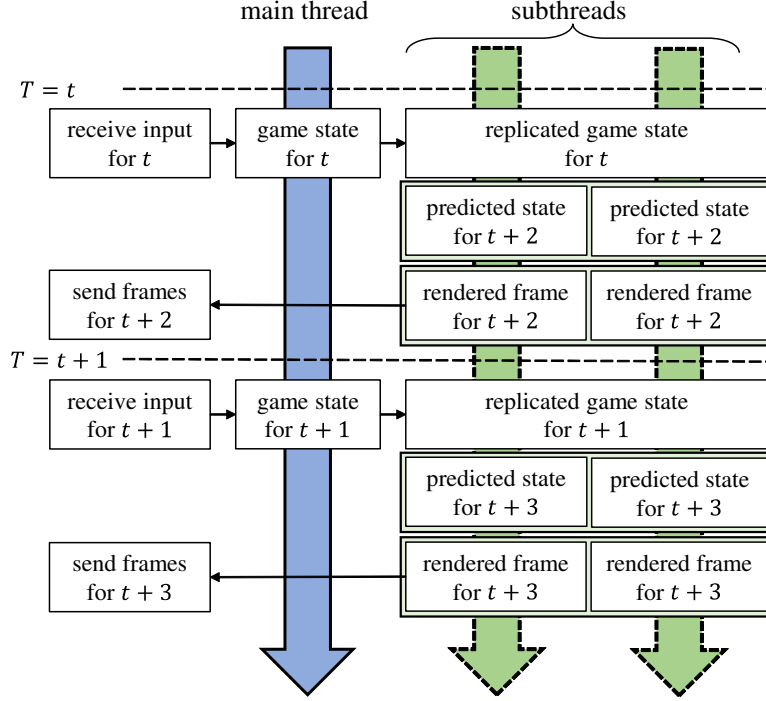 main thread
subthreads
T = t
receive input
for t
game state
for t
replicated game state
for t
predicted state
for t + 2
predicted state
for t + 2
send frames
for t + 2
rendered frame
for t + 2
rendered frame
for t + 2
T = t + 1
receive input
for t + 1
game state
for t + 1
replicated game state
for t + 1
predicted state
for t + 3
predicted state
for t + 3
send frames
for t + 3
rendered frame
for t + 3
rendered frame
for t + 3